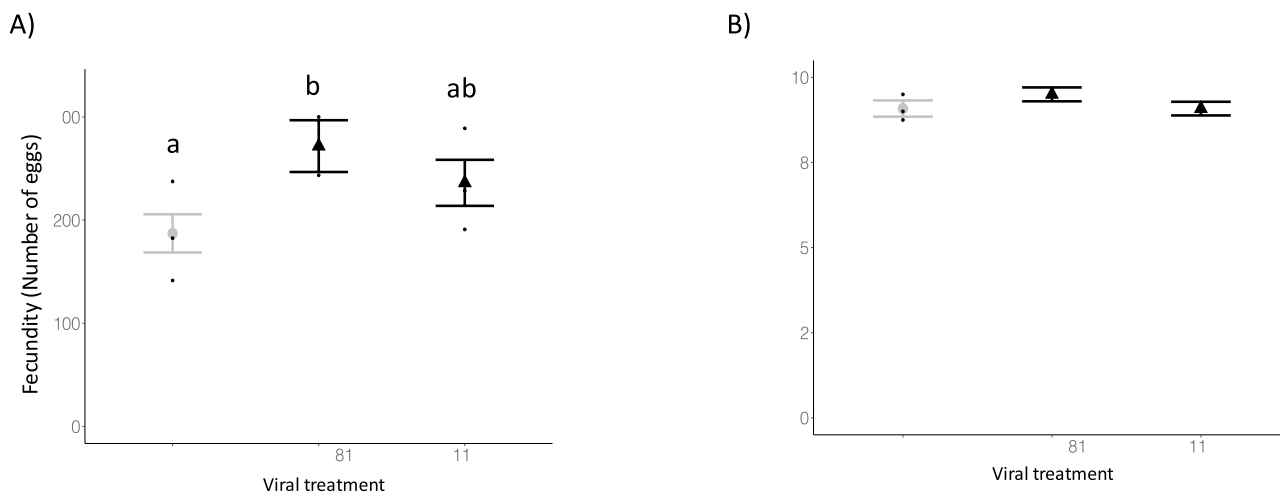 A)
B)
b
ab
a
00
200
100
0
81
11
Viral treatment
Fecundity (Number of eggs)
10
8
5
2
0
81
11
Viral treatment